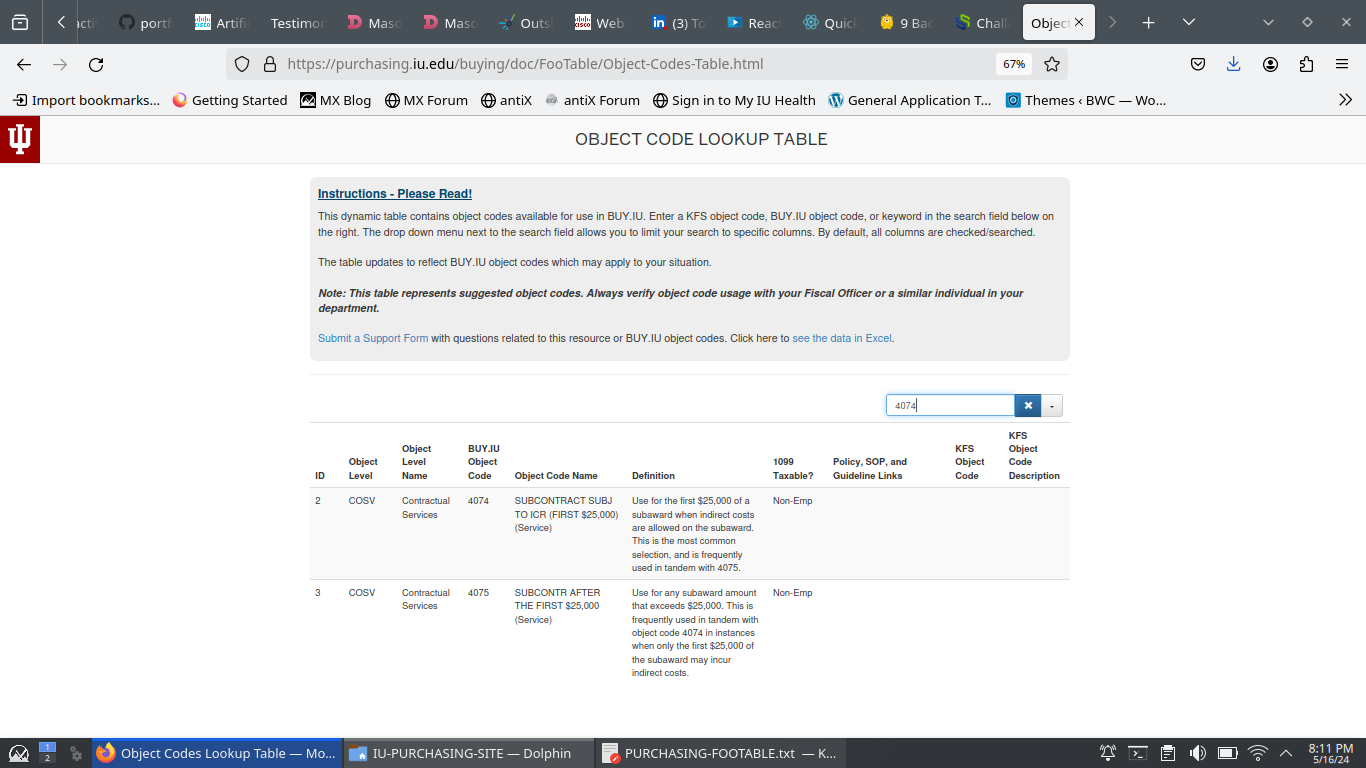 acti
portf
Artifi
Testimor
Maso
Maso
Outs
Web
(3) To
React
Quic
9 Bac
Chall
Object
https://purchasing.iu.edu/buying/doc/FooTable/Object-Codes-Table.html
67%
Import bookmarks...
Getting Started
MX Blog
MX Forum
antiX
antiX Forum
Sign in to My IU Health
General Application T...
Themes ‹ BWC — Wo...
OBJECT CODE LOOKUP TABLE
Instructions - Please Read!
This dynamic table contains object codes available for use in BUY.IU. Enter a KFS object code, BUY.IU object code, or keyword in the search field below on
the right. The drop down menu next to the search field allows you to limit your search to specific columns. By default, all columns are checked/searched.
The table updates to reflect BUY.IU object codes which may apply to your situation.
Note: This table represents suggested object codes. Always verify object code usage with your Fiscal Officer or a similar individual in your
department.
Submit a Support Form with questions related to this resource or BUY.IU object codes. Click here to see the data in Excel.
4074
ID
Object
Level
Object
Level
Name
BUY.IU
Object
Code
Object Code Name
Definition
1099
Taxable?
Policy, SOP, and
Guideline Links
KFS
Object
Code
KFS
Object
Code
Description
2
COSV
Contractual
Services
4074
SUBCONTRACT SUBJ
TO ICR (FIRST $25,000)
(Service)
Use for the first $25,000 of a
subaward when indirect costs
are allowed on the subaward.
This is the most common
selection, and is frequently
used in tandem with 4075.
Non-Emp
3
COSV
Contractual
Services
4075
SUBCONTR AFTER
THE FIRST $25,000
(Service)
Use for any subaward amount
that exceeds $25,000. This is
frequently used in tandem with
object code 4074 in instances
when only the first $25,000 of
the subaward may incur
indirect costs.
Non-Emp
1
2
Object Codes Lookup Table — Mo...
IU-PURCHASING-SITE — Dolphin
PURCHASING-FOOTABLE.txt — K...
8:11 PM
5/16/24